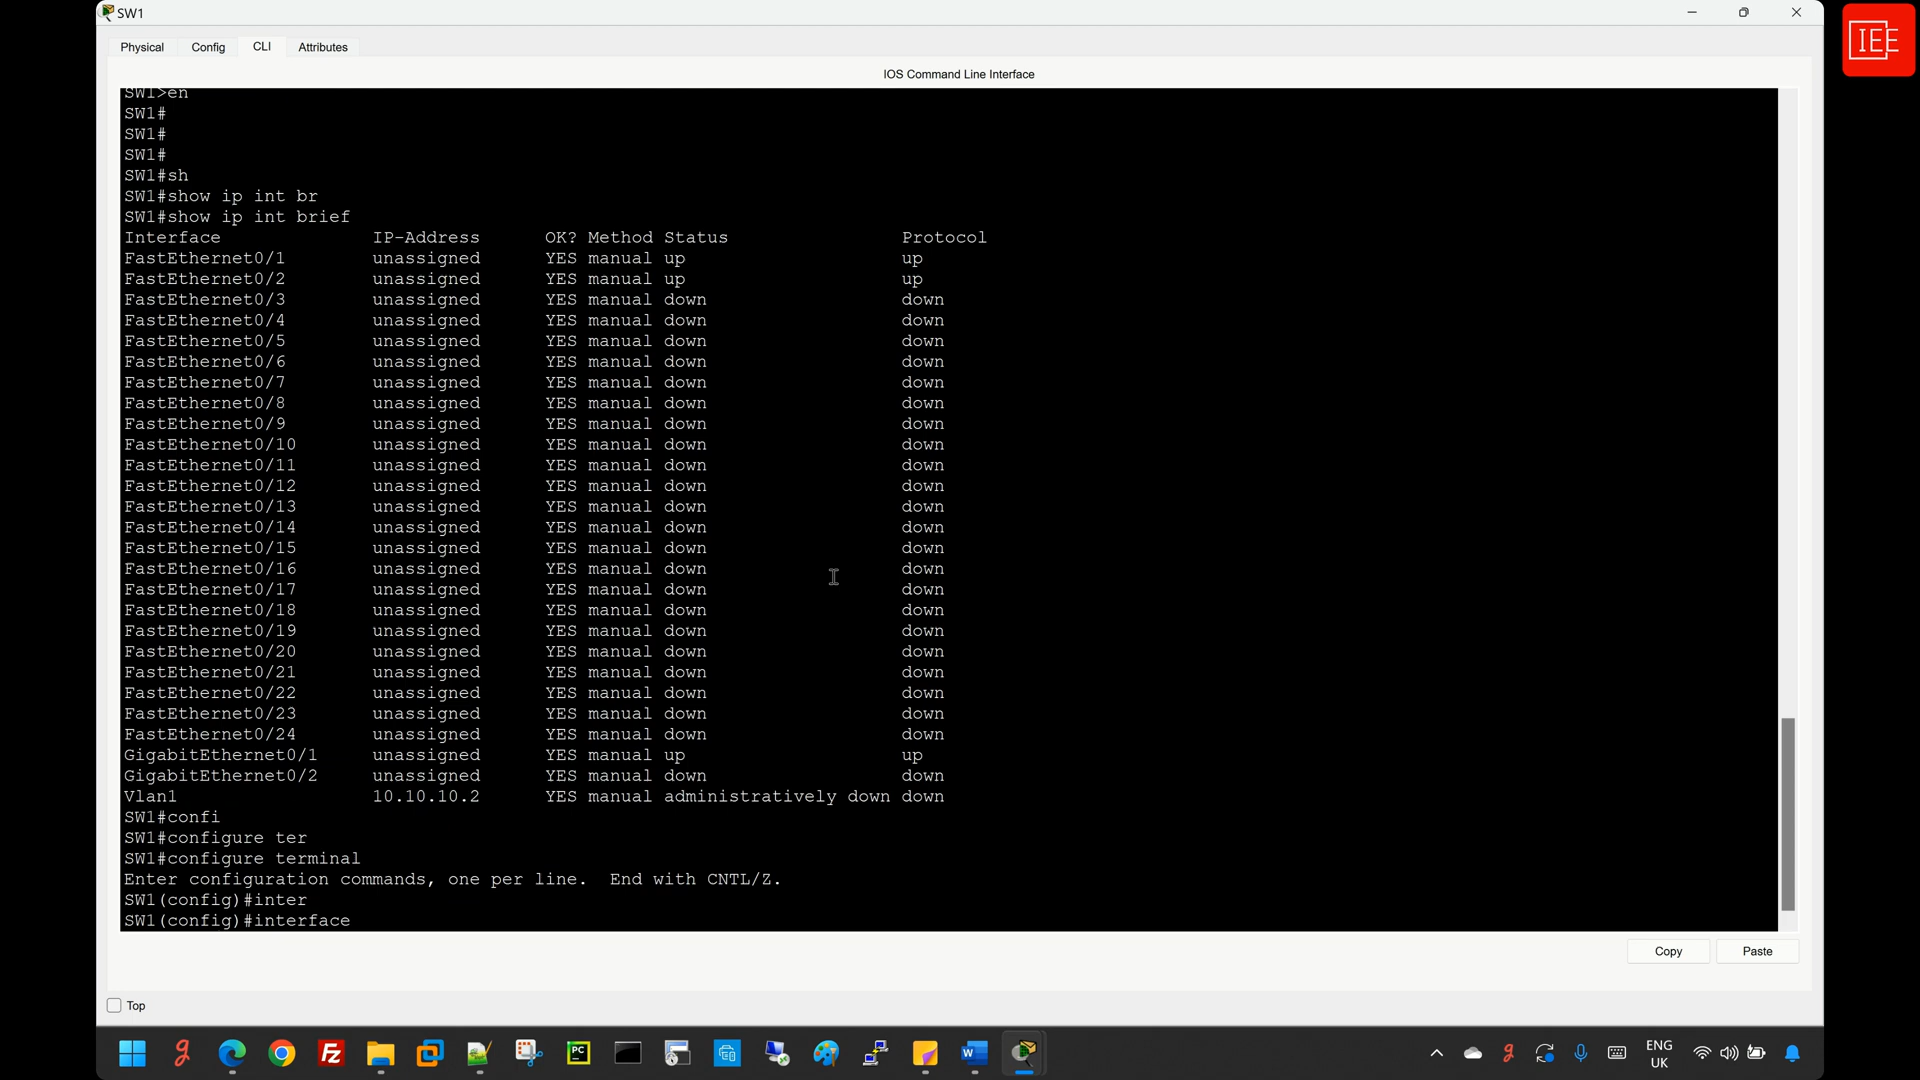 SW1
IEE
Physical Config CLI Attributes
IOS Command Line Interface
SW1>en
SW1#
SW1#
SW1#
SW1#sh
SW1#show ip int br
SW1#show ip int brief
Interface IP-Address OK? Method Status Protocol
FastEthernet0/1 unassigned YES manual up up
FastEthernet0/2 unassigned YES manual up up
FastEthernet0/3 unassigned YES manual down down
FastEthernet0/4 unassigned YES manual down down
FastEthernet0/5 unassigned YES manual down down
FastEthernet0/6 unassigned YES manual down down
FastEthernet0/7 unassigned YES manual down down
FastEthernet0/8 unassigned YES manual down down
FastEthernet0/9 unassigned YES manual down down
FastEthernet0/10 unassigned YES manual down down
FastEthernet0/11 unassigned YES manual down down
FastEthernet0/12 unassigned YES manual down down
FastEthernet0/13 unassigned YES manual down down
FastEthernet0/14 unassigned YES manual down down
FastEthernet0/15 unassigned YES manual down down
FastEthernet0/16 unassigned YES manual down down
FastEthernet0/17 unassigned YES manual down down
FastEthernet0/18 unassigned YES manual down down
FastEthernet0/19 unassigned YES manual down down
FastEthernet0/20 unassigned YES manual down down
FastEthernet0/21 unassigned YES manual down down
FastEthernet0/22 unassigned YES manual down down
FastEthernet0/23 unassigned YES manual down down
FastEthernet0/24 unassigned YES manual down down
GigabitEthernet0/1 unassigned YES manual up up
GigabitEthernet0/2 unassigned YES manual down down
Vlan1 10.10.10.2 YES manual administratively down down
SW1#confi
SW1#configure ter
SW1#configure terminal
Enter configuration commands, one per line. End with CNTL/Z.
SW1(config)#inter
SW1(config)#interface
Copy Paste
Top
ENG
UK